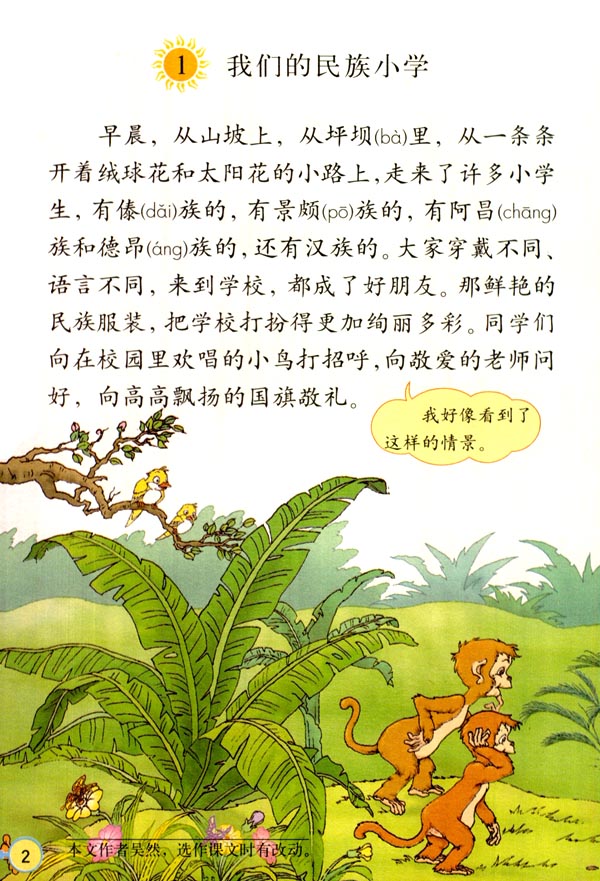 1 我们的民族小学
早晨，从山坡上，从坪坝(bà)里，从一条条
开着绒球花和太阳花的小路上，走来了许多小学
生，有傣(dǎi)族的，有景颇(pō)族的，有阿昌(chāng)
族和德昂(áng)族的，还有汉族的。大家穿戴不同、
语言不同，来到学校，都成了好朋友。那鲜艳的
民族服装，把学校打扮得更加绚丽多彩。同学们
向在校园里欢唱的小鸟打招呼，向敬爱的老师问
好，向高高飘扬的国旗敬礼。
我好像看到了
这样的情景。
本文作者吴然，选作课文时有改动。
2